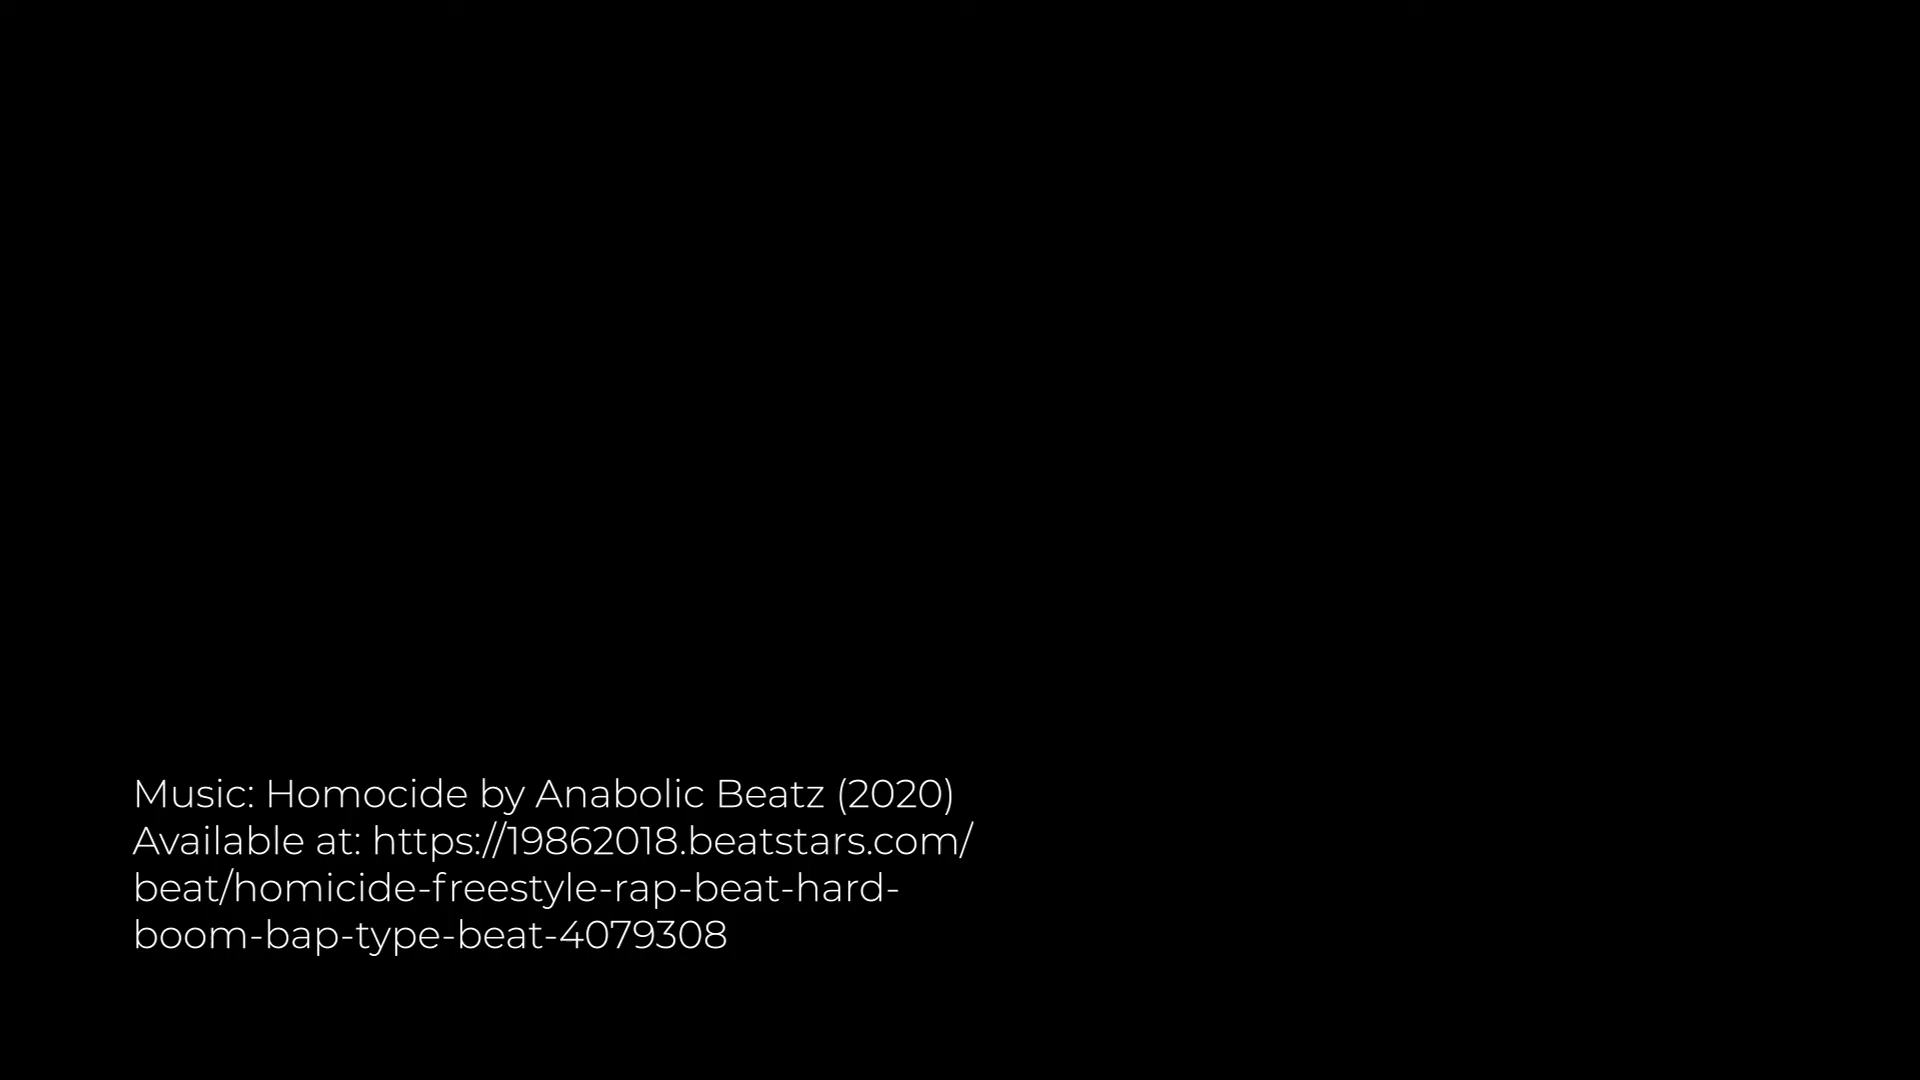 Music: Homocide by Anabolic Beatz (2020)
Available at: https://19862018.beatstars.com/
beat/homicide-freestyle-rap-beat-hard-
boom-bap-type-beat-4079308